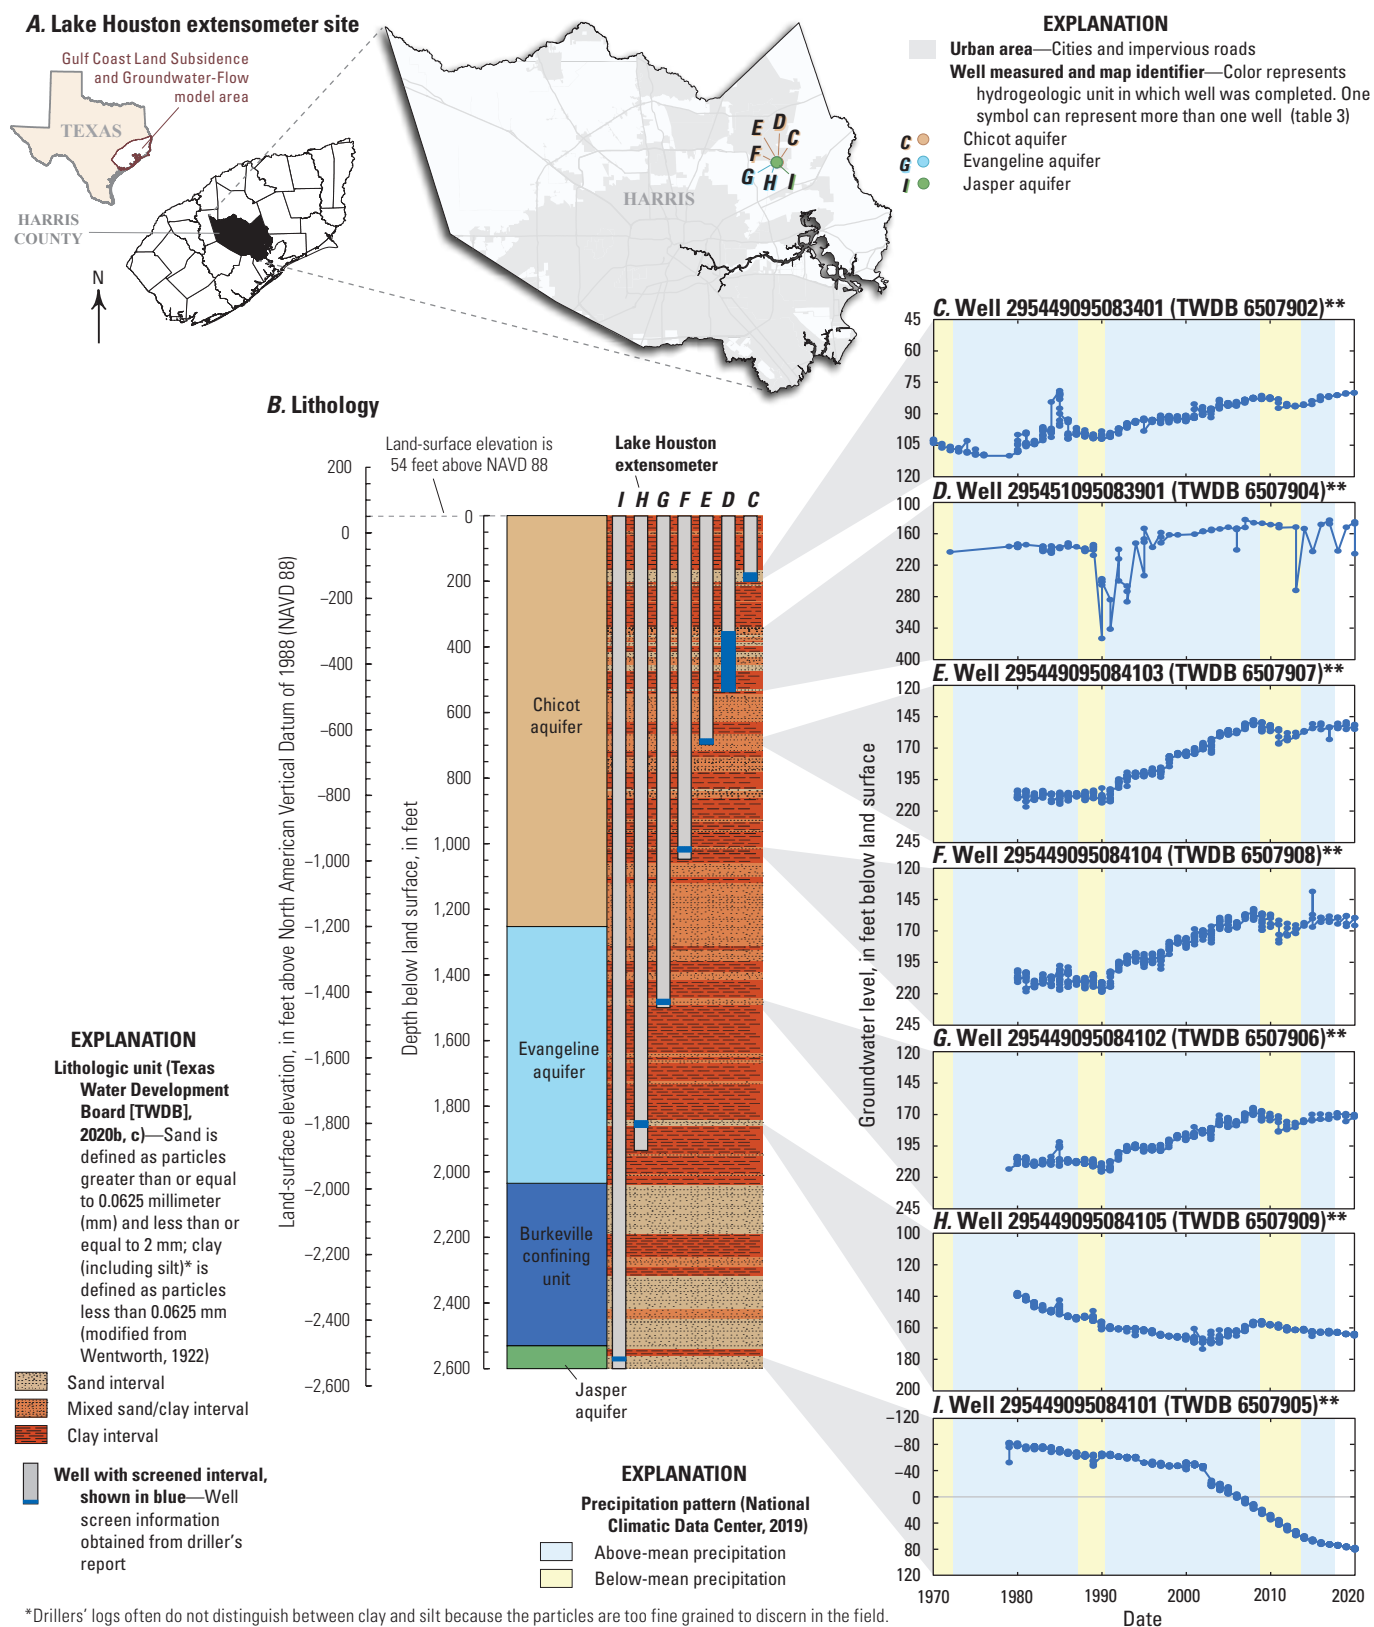 A. Lake Houston extensometer site
Gulf Coast Land Subsidence
and Groundwater-Flow
model area
TEXAS
HARRIS
COUNTY
N
E
D
C
F
G
H
I
HARRIS
EXPLANATION
Urban area—Cities and impervious roads
Well measured and map identifier—Color represents
hydrogeologic unit in which well was completed. One
symbol can represent more than one well (table 3)
C Chicot aquifer
G Evangeline aquifer
I Jasper aquifer
B. Lithology
Land-surface elevation is
54 feet above NAVD 88
Lake Houston
extensometer
I H G F E D C
Land-surface elevation, in feet above North American Vertical Datum of 1988 (NAVD 88)
200
0
−200
−400
−600
−800
−1,000
−1,200
−1,400
−1,600
−1,800
−2,000
−2,200
−2,400
−2,600
Depth below land surface, in feet
0
200
400
600
800
1,000
1,200
1,400
1,600
1,800
2,000
2,200
2,400
2,600
Chicot
aquifer
Evangeline
aquifer
Burkeville
confining
unit
Jasper
aquifer
EXPLANATION
Lithologic unit (Texas
Water Development
Board [TWDB],
2020b, c)—Sand is
defined as particles
greater than or equal
to 0.0625 millimeter
(mm) and less than or
equal to 2 mm; clay
(including silt)* is
defined as particles
less than 0.0625 mm
(modified from
Wentworth, 1922)
Sand interval
Mixed sand/clay interval
Clay interval
Well with screened interval,
shown in blue—Well
screen information
obtained from driller's
report
EXPLANATION
Precipitation pattern (National
Climatic Data Center, 2019)
Above-mean precipitation
Below-mean precipitation
Groundwater level, in feet below land surface
C. Well 295449095083401 (TWDB 6507902)**
45
60
75
90
105
120
D. Well 295451095083901 (TWDB 6507904)**
100
160
220
280
340
400
E. Well 295449095084103 (TWDB 6507907)**
120
145
170
195
220
245
F. Well 295449095084104 (TWDB 6507908)**
120
145
170
195
220
245
G. Well 295449095084102 (TWDB 6507906)**
120
145
170
195
220
245
H. Well 295449095084105 (TWDB 6507909)**
100
120
140
160
180
200
I. Well 295449095084101 (TWDB 6507905)**
−120
−80
−40
0
40
80
120
1970 1980 1990 2000 2010 2020
Date
*Drillers' logs often do not distinguish between clay and silt because the particles are too fine grained to discern in the field.